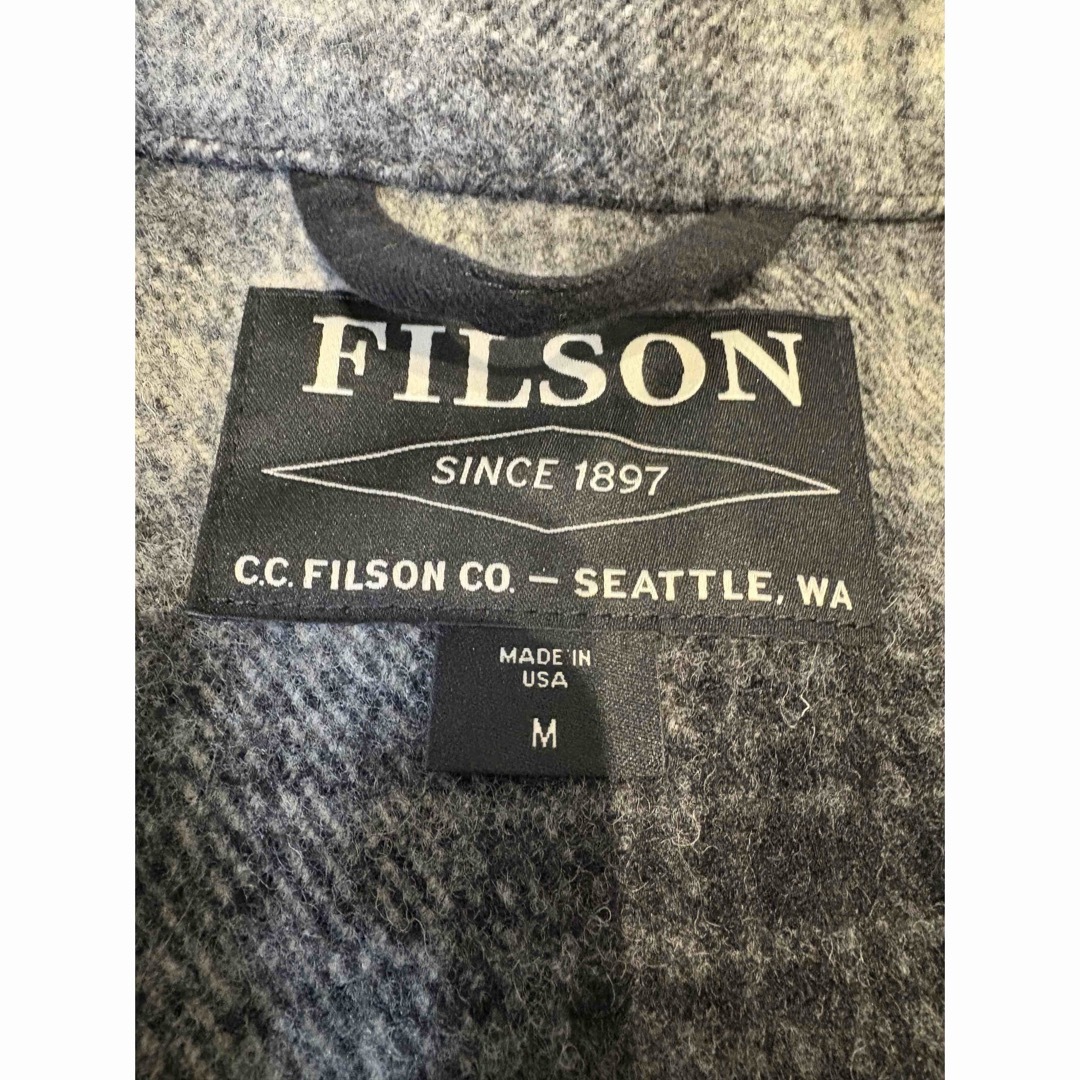 FILSON
SINCE 1897
C.C. FILSON CO. — SEATTLE, WA
MADE IN
USA
M